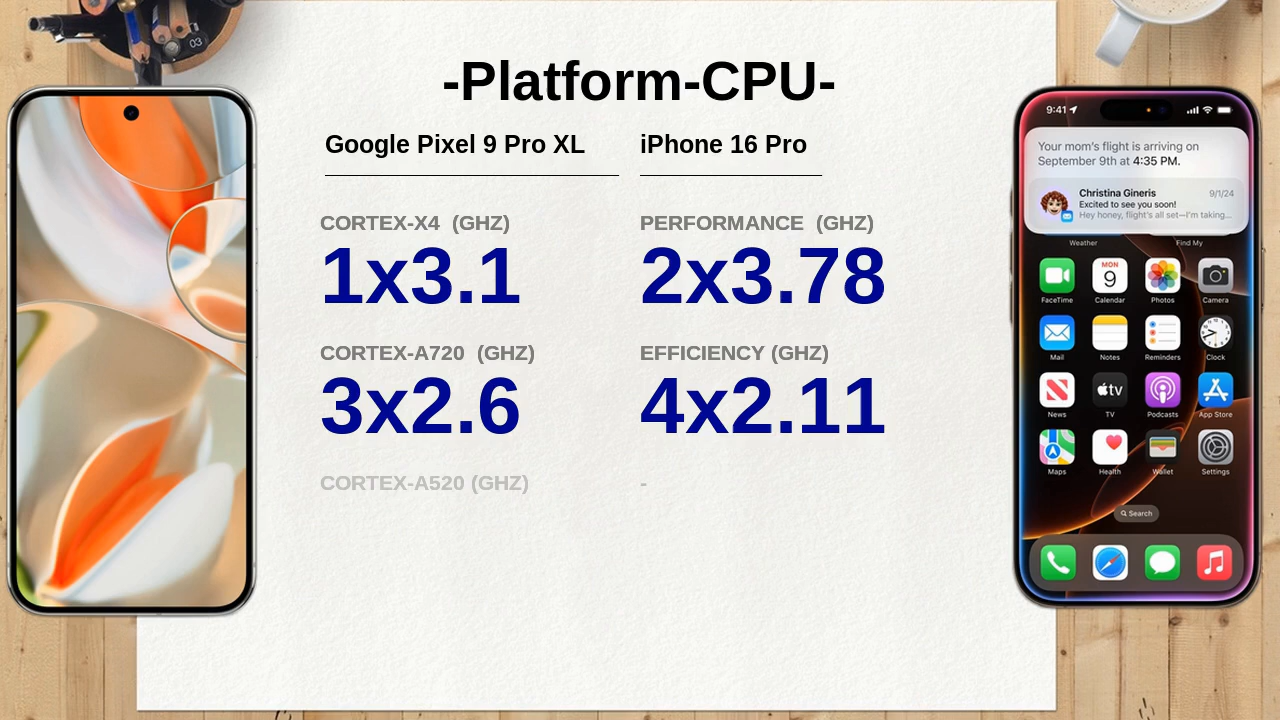 03
-Platform-CPU-
Google Pixel 9 Pro XL
iPhone 16 Pro
CORTEX-X4 (GHZ)
PERFORMANCE (GHZ)
1x3.1
2x3.78
CORTEX-A720 (GHZ)
EFFICIENCY (GHZ)
3x2.6
4x2.11
CORTEX-A520 (GHZ)
-
9:41
Your mom's flight is arriving on
September 9th at 4:35 PM.
Christina Gineris 9/1/24
Excited to see you soon!
Hey honey, flight's all set—I'm taking...
Weather Find My
MON
9
FaceTime Calendar Photos Camera
Mail Notes Reminders Clock
tv
News TV Podcasts App Store
Maps Health Wallet Settings
Search